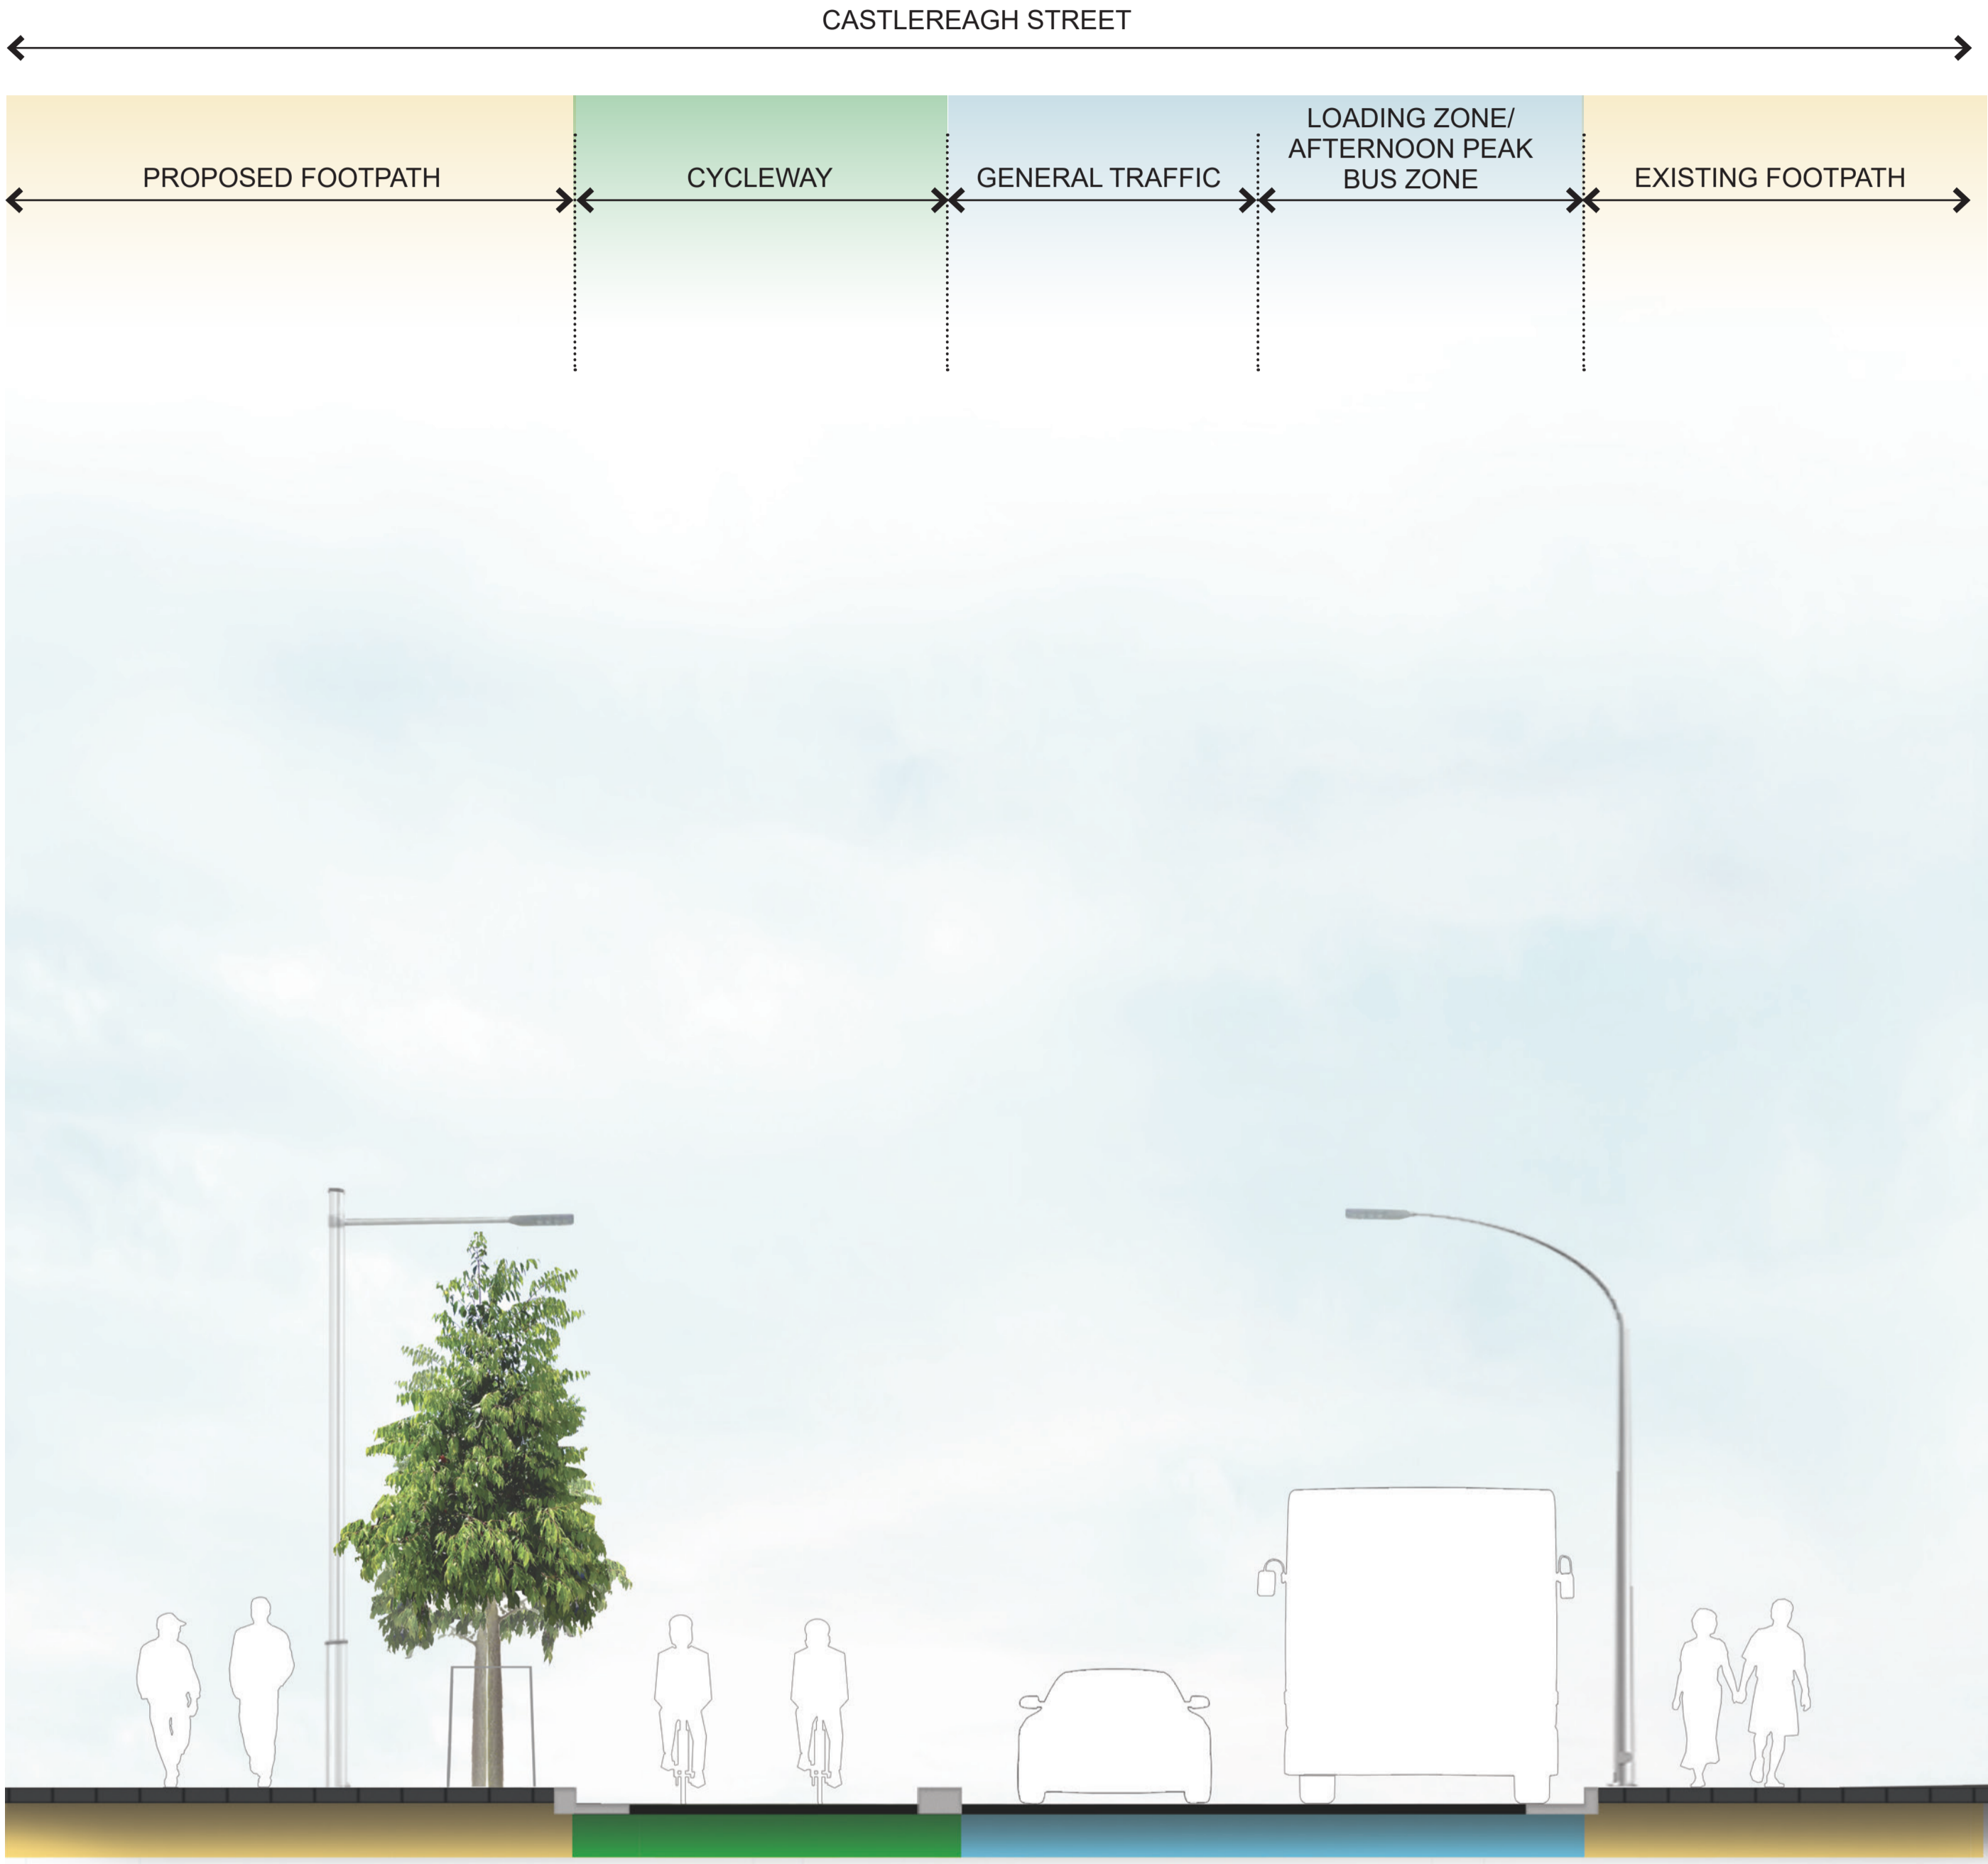 CASTLEREAGH STREET
PROPOSED FOOTPATH
CYCLEWAY
GENERAL TRAFFIC
LOADING ZONE/
AFTERNOON PEAK
BUS ZONE
EXISTING FOOTPATH